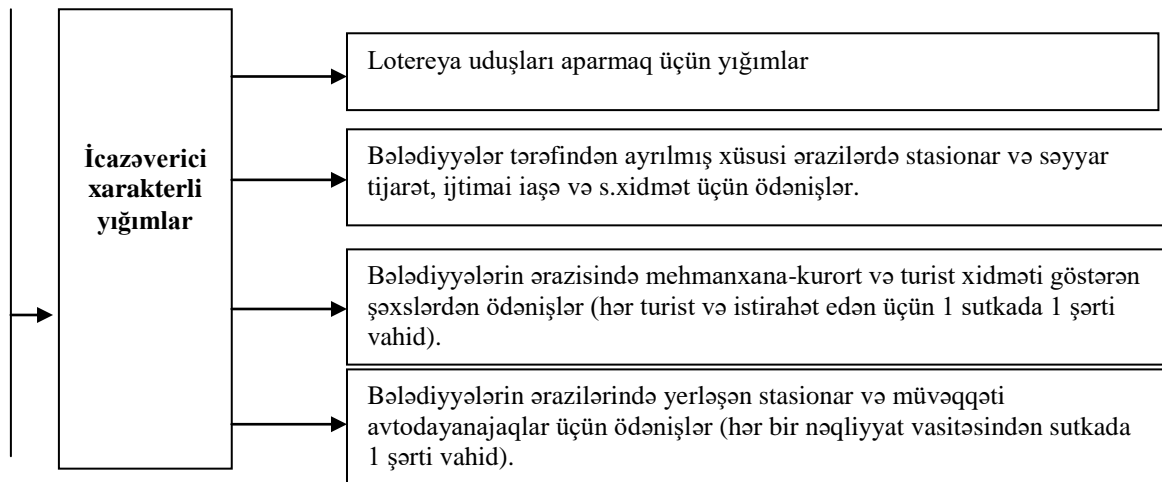 İcazəverici
xarakterli
yığımlar
Lotereya uduşları aparmaq üçün yığımlar
Bələdiyyələr tərəfindən ayrılmış xüsusi ərazilərdə stasionar və səyyar
tijarət, ijtimai iaşə və s.xidmət üçün ödənişlər.
Bələdiyyələrin ərazisində mehmanxana-kurort və turist xidməti göstərən
şəxslərdən ödənişlər (hər turist və istirahət edən üçün 1 sutkada 1 şərti
vahid).
Bələdiyyələrin ərazilərində yerləşən stasionar və müvəqqəti
avtodayanajaqlar üçün ödənişlər (hər bir nəqliyyat vasitəsindən sutkada
1 şərti vahid).